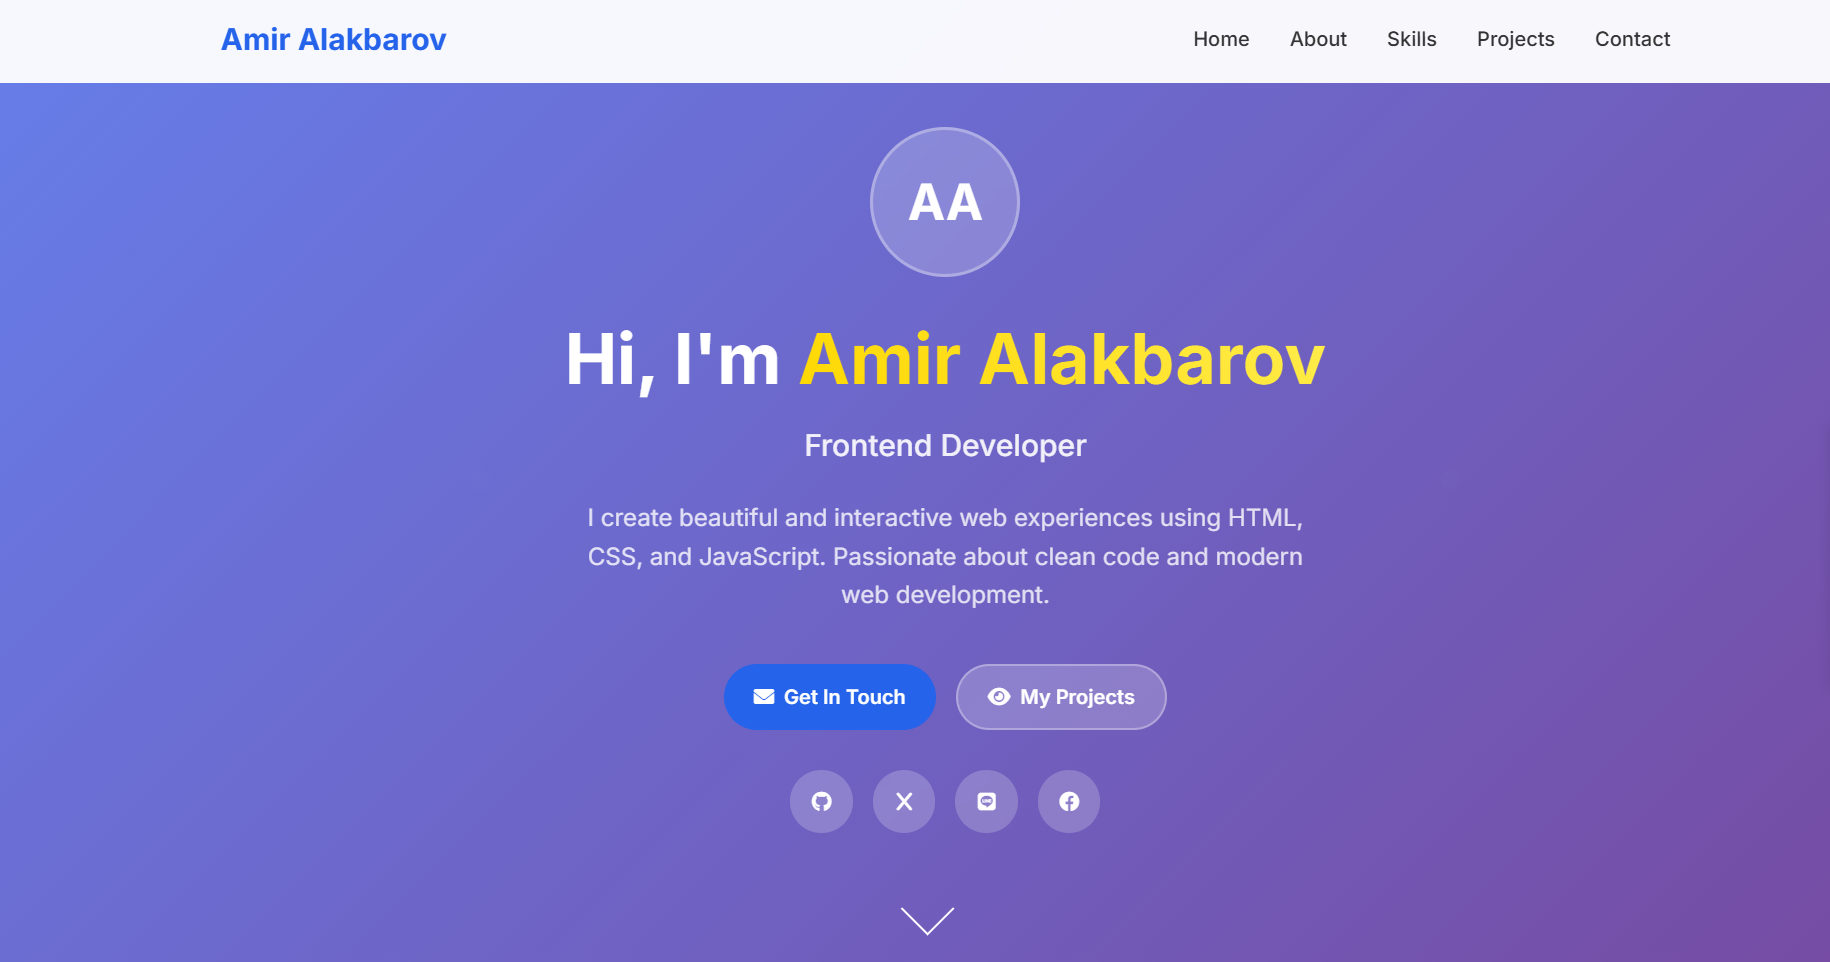 Amir Alakbarov
Home About Skills Projects Contact
AA
Hi, I'm Amir Alakbarov
Frontend Developer
I create beautiful and interactive web experiences using HTML,
CSS, and JavaScript. Passionate about clean code and modern
web development.
Get In Touch
My Projects